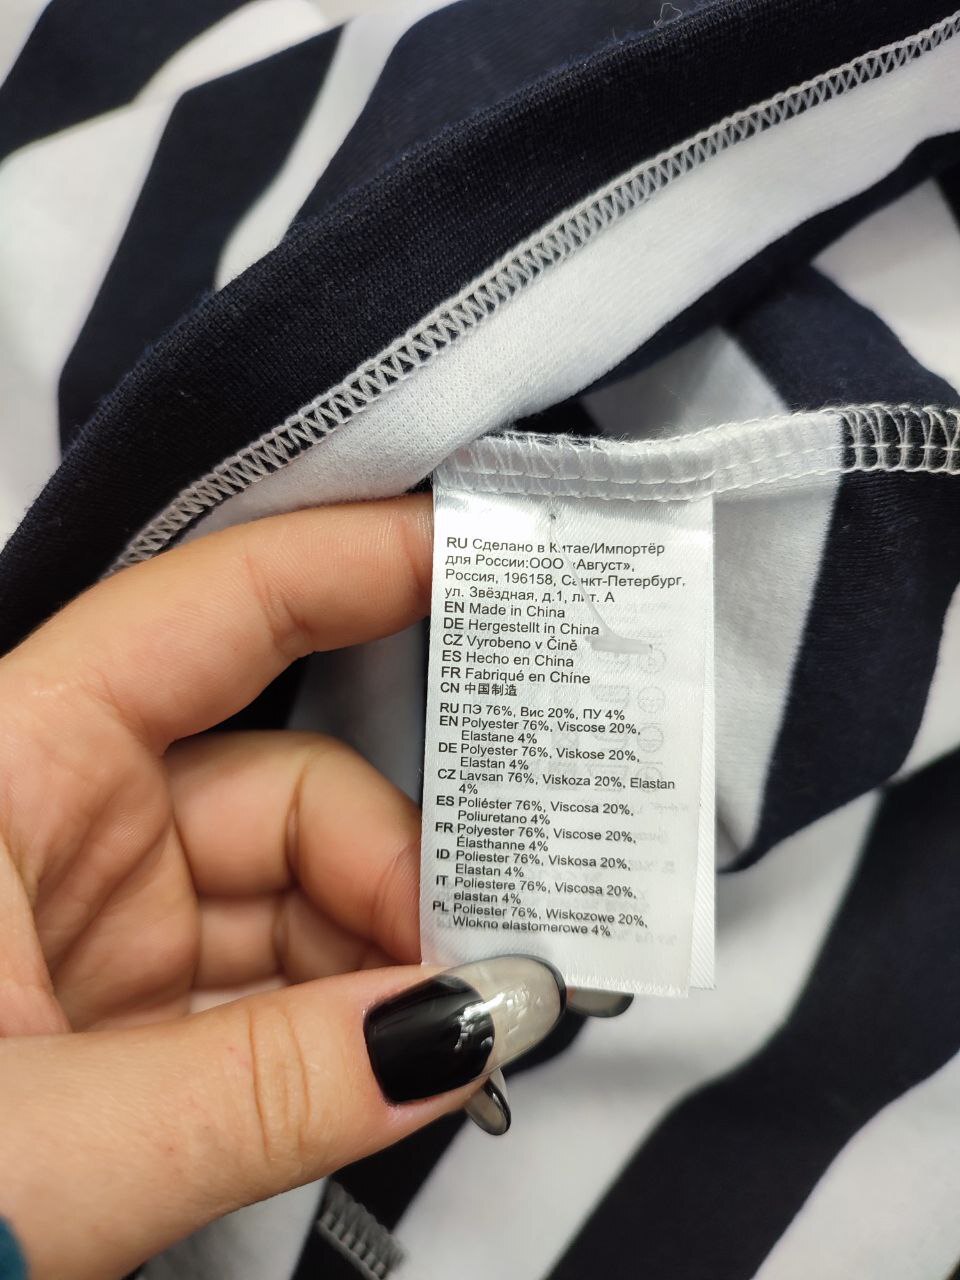 RU Сделано в Китае/Импортёр
для России:ООО «Август»,
Россия, 196158, Санкт-Петербург,
ул. Звёздная, д.1, лит. А
EN Made in China
DE Hergestellt in China
CZ Vyrobeno v Čině
ES Hecho en China
FR Fabriqué en Chíne
CN 中国制造
RU ПЭ 76%, Вис 20%, ПУ 4%
EN Polyester 76%, Viscose 20%,
Elastane 4%
DE Polyester 76%, Viskose 20%,
Elastan 4%
CZ Lavsan 76%, Viskoza 20%, Elastan
4%
ES Poliéster 76%, Viscosa 20%,
Poliuretano 4%
FR Polyester 76%, Viscose 20%,
Élasthanne 4%
ID Poliester 76%, Viskosa 20%,
Elastan 4%
IT Poliestere 76%, Viscosa 20%,
elastan 4%
PL Poliester 76%, Wiskozowe 20%,
Wlokno elastomerowe 4%